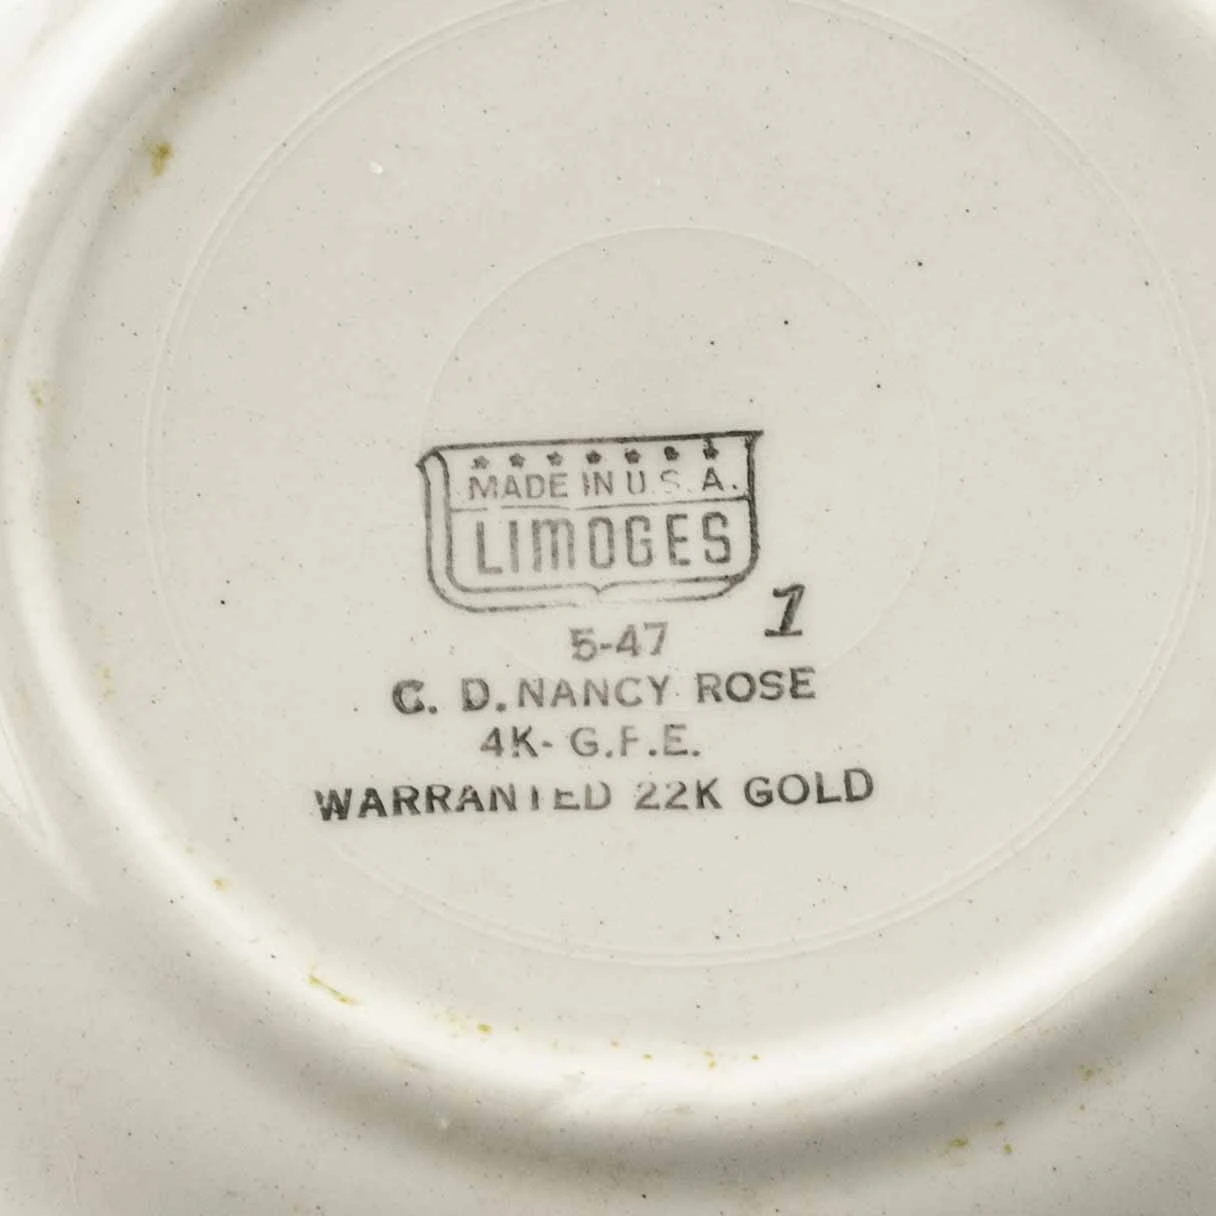 MADE IN U.S.A.
LIMOGES
1
5-47
C. D. NANCY ROSE
4K- G.F.E.
WARRANTED 22K GOLD